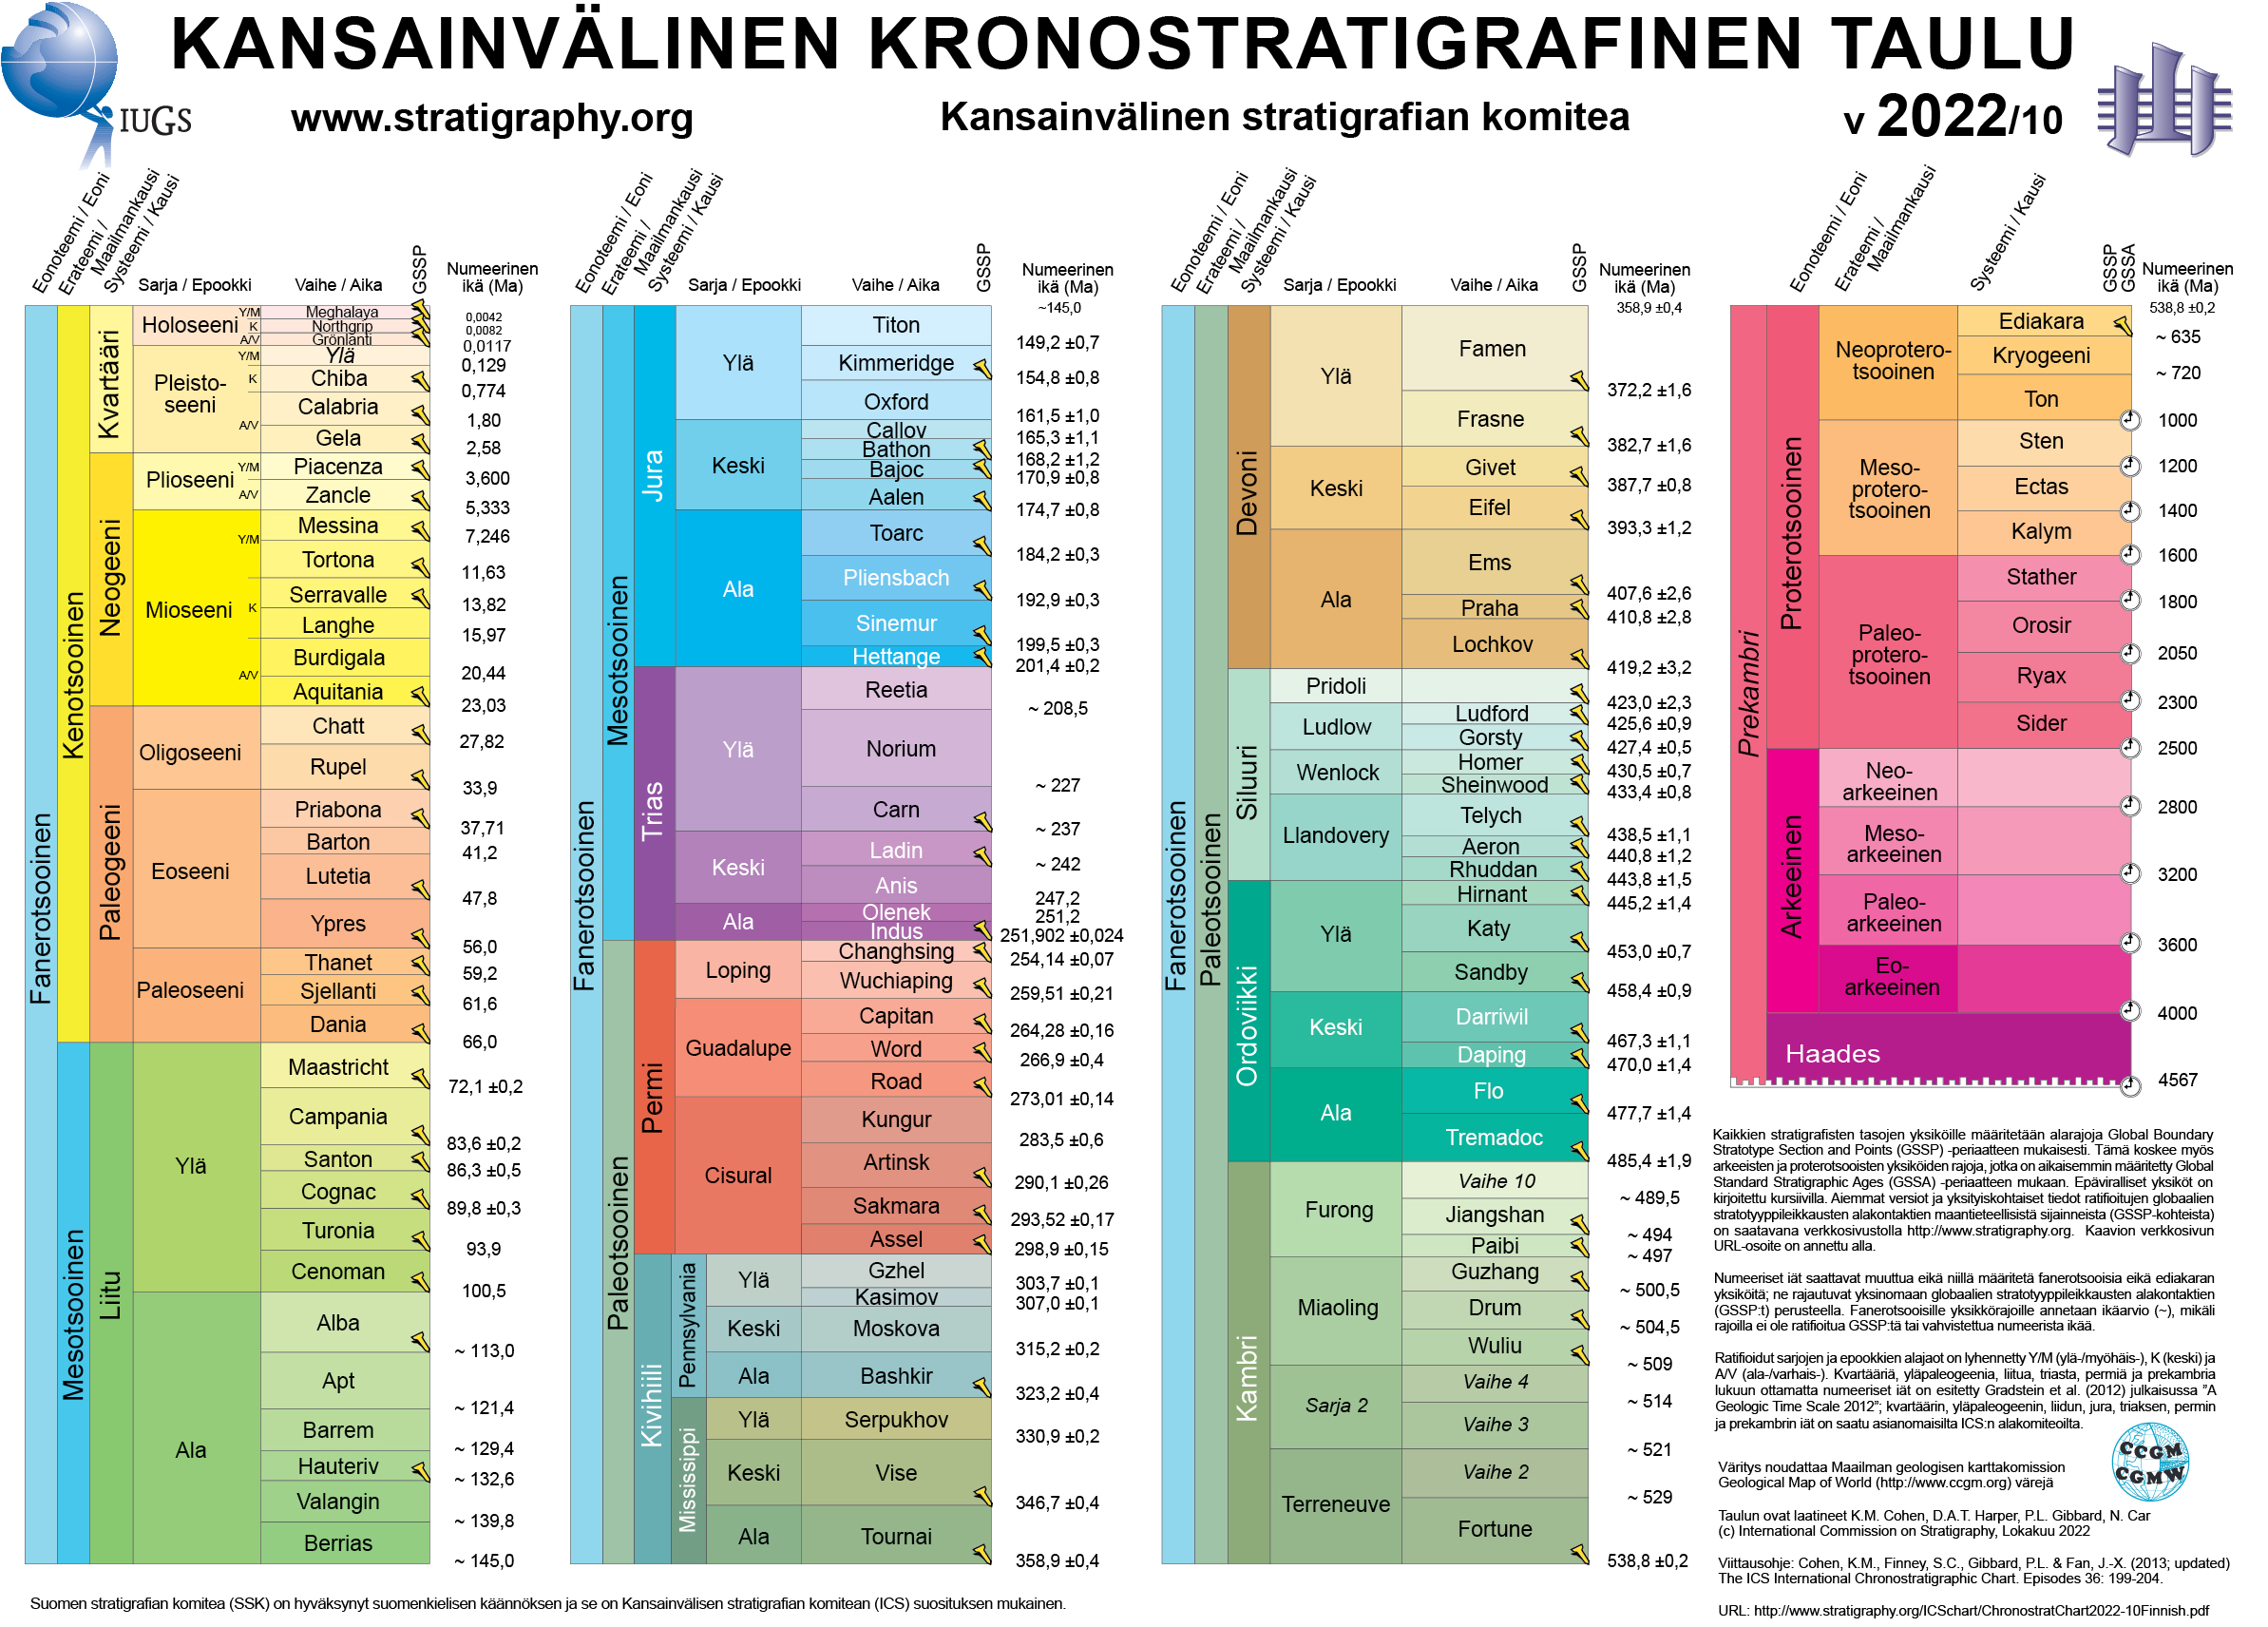 KANSAINVÄLINEN KRONOSTRATIGRAFINEN TAULU
IUGS
www.stratigraphy.org
Kansainvälinen stratigrafian komitea
v 2022/10
Eonoteemi / Eoni
Erateemi /
Maailmankausi
Systeemi / Kausi
Sarja / Epookki
Vaihe / Aika
GSSP
Numeerinen
ikä (Ma)
Fanerotsooinen
Kenotsooinen
Mesotsooinen
Kvartääri
Neogeeni
Paleogeeni
Liitu
Holoseeni
Y/M
K
A/V
Meghalaya
0,0042
Northgrip
0,0082
Grönlanti
0,0117
Pleisto-
seeni
Y/M
K
A/V
Ylä
0,129
Chiba
0,774
Calabria
1,80
Gela
2,58
Plioseeni
Y/M
A/V
Piacenza
3,600
Zancle
5,333
Mioseeni
Y/M
K
A/V
Messina
7,246
Tortona
11,63
Serravalle
13,82
Langhe
15,97
Burdigala
20,44
Aquitania
23,03
Oligoseeni
Chatt
27,82
Rupel
33,9
Eoseeni
Priabona
37,71
Barton
41,2
Lutetia
47,8
Ypres
56,0
Paleoseeni
Thanet
59,2
Sjellanti
61,6
Dania
66,0
Ylä
Maastricht
72,1 ±0,2
Campania
83,6 ±0,2
Santon
86,3 ±0,5
Cognac
89,8 ±0,3
Turonia
93,9
Cenoman
100,5
Ala
Alba
~ 113,0
Apt
~ 121,4
Barrem
~ 129,4
Hauteriv
~ 132,6
Valangin
~ 139,8
Berrias
~ 145,0
Eonoteemi / Eoni
Erateemi /
Maailmankausi
Systeemi / Kausi
Sarja / Epookki
Vaihe / Aika
GSSP
Numeerinen
ikä (Ma)
~145,0
Fanerotsooinen
Mesotsooinen
Paleotsooinen
Jura
Trias
Permi
Kivihiili
Pennsylvania
Mississippi
Ylä
Titon
149,2 ±0,7
Kimmeridge
154,8 ±0,8
Oxford
161,5 ±1,0
Keski
Callov
165,3 ±1,1
Bathon
168,2 ±1,2
Bajoc
170,9 ±0,8
Aalen
174,7 ±0,8
Ala
Toarc
184,2 ±0,3
Pliensbach
192,9 ±0,3
Sinemur
199,5 ±0,3
Hettange
201,4 ±0,2
Ylä
Reetia
~ 208,5
Norium
~ 227
Carn
~ 237
Keski
Ladin
~ 242
Anis
247,2
Ala
Olenek
251,2
Indus
251,902 ±0,024
Loping
Changhsing
254,14 ±0,07
Wuchiaping
259,51 ±0,21
Guadalupe
Capitan
264,28 ±0,16
Word
266,9 ±0,4
Road
273,01 ±0,14
Cisural
Kungur
283,5 ±0,6
Artinsk
290,1 ±0,26
Sakmara
293,52 ±0,17
Assel
298,9 ±0,15
Ylä
Gzhel
303,7 ±0,1
Kasimov
307,0 ±0,1
Keski
Moskova
315,2 ±0,2
Ala
Bashkir
323,2 ±0,4
Ylä
Serpukhov
330,9 ±0,2
Keski
Vise
346,7 ±0,4
Ala
Tournai
358,9 ±0,4
Eonoteemi / Eoni
Erateemi /
Maailmankausi
Systeemi / Kausi
Sarja / Epookki
Vaihe / Aika
GSSP
Numeerinen
ikä (Ma)
358,9 ±0,4
Fanerotsooinen
Paleotsooinen
Devoni
Siluuri
Ordoviikki
Kambri
Ylä
Famen
372,2 ±1,6
Frasne
382,7 ±1,6
Keski
Givet
387,7 ±0,8
Eifel
393,3 ±1,2
Ala
Ems
407,6 ±2,6
Praha
410,8 ±2,8
Lochkov
419,2 ±3,2
Pridoli
423,0 ±2,3
Ludlow
Ludford
425,6 ±0,9
Gorsty
427,4 ±0,5
Wenlock
Homer
430,5 ±0,7
Sheinwood
433,4 ±0,8
Llandovery
Telych
438,5 ±1,1
Aeron
440,8 ±1,2
Rhuddan
443,8 ±1,5
Ylä
Hirnant
445,2 ±1,4
Katy
453,0 ±0,7
Sandby
458,4 ±0,9
Keski
Darriwil
467,3 ±1,1
Daping
470,0 ±1,4
Ala
Flo
477,7 ±1,4
Tremadoc
485,4 ±1,9
Furong
Vaihe 10
~ 489,5
Jiangshan
~ 494
Paibi
~ 497
Miaoling
Guzhang
~ 500,5
Drum
~ 504,5
Wuliu
~ 509
Sarja 2
Vaihe 4
~ 514
Vaihe 3
~ 521
Terreneuve
Vaihe 2
~ 529
Fortune
538,8 ±0,2
Eonoteemi / Eoni
Erateemi /
Maailmankausi
Systeemi / Kausi
GSSP
GSSA
Numeerinen
ikä (Ma)
538,8 ±0,2
Prekambri
Proterotsooinen
Arkeeinen
Haades
Neoprotero-
tsooinen
Ediakara
~ 635
Kryogeeni
~ 720
Ton
1000
Meso-
protero-
tsooinen
Sten
1200
Ectas
1400
Kalym
1600
Paleo-
protero-
tsooinen
Stather
1800
Orosir
2050
Ryax
2300
Sider
2500
Neo-
arkeeinen
2800
Meso-
arkeeinen
3200
Paleo-
arkeeinen
3600
Eo-
arkeeinen
4000
4567
Kaikkien stratigrafisten tasojen yksiköille määritetään alarajoja Global Boundary
Stratotype Section and Points (GSSP) -periaatteen mukaisesti. Tämä koskee myös
arkeeisten ja proterotsooisten yksiköiden rajoja, jotka on aikaisemmin määritetty Global
Standard Stratigraphic Ages (GSSA) -periaatteen mukaan. Epäviralliset yksiköt on
kirjoitettu kursiivilla. Aiemmat versiot ja yksityiskohtaiset tiedot ratifioitujen globaalien
stratotyyppileikkausten alakontaktien maantieteellisistä sijainneista (GSSP-kohteista)
on saatavana verkkosivustolla http://www.stratigraphy.org. Kaavion verkkosivun
URL-osoite on annettu alla.
Numeeriset iät saattavat muuttua eikä niillä määritetä fanerotsooisia eikä ediakaran
yksiköitä; ne rajautuvat yksinomaan globaalien stratotyyppileikkausten alakontaktien
(GSSP:t) perusteella. Fanerotsooisille yksikkörajoille annetaan ikäarvio (~), mikäli
rajoilla ei ole ratifioitua GSSP:tä tai vahvistettua numeerista ikää.
Ratifioidut sarjojen ja epookkien alajaot on lyhennetty Y/M (ylä-/myöhäis-), K (keski) ja
A/V (ala-/varhais-). Kvartääriä, yläpaleogeenia, liitua, triasta, permiä ja prekambria
lukuun ottamatta numeeriset iät on esitetty Gradstein et al. (2012) julkaisussa ”A
Geologic Time Scale 2012”; kvartäärin, yläpaleogeenin, liidun, jura, triaksen, permin
ja prekambrin iät on saatu asianomaisilta ICS:n alakomiteoilta.
Väritys noudattaa Maailman geologisen karttakomission
Geological Map of World (http://www.ccgm.org) värejä
CCGM
CGMW
Taulun ovat laatineet K.M. Cohen, D.A.T. Harper, P.L. Gibbard, N. Car
(c) International Commission on Stratigraphy, Lokakuu 2022
Viittausohje: Cohen, K.M., Finney, S.C., Gibbard, P.L. & Fan, J.-X. (2013; updated)
The ICS International Chronostratigraphic Chart. Episodes 36: 199-204.
URL: http://www.stratigraphy.org/ICSchart/ChronostratChart2022-10Finnish.pdf
Suomen stratigrafian komitea (SSK) on hyväksynyt suomenkielisen käännöksen ja se on Kansainvälisen stratigrafian komitean (ICS) suosituksen mukainen.